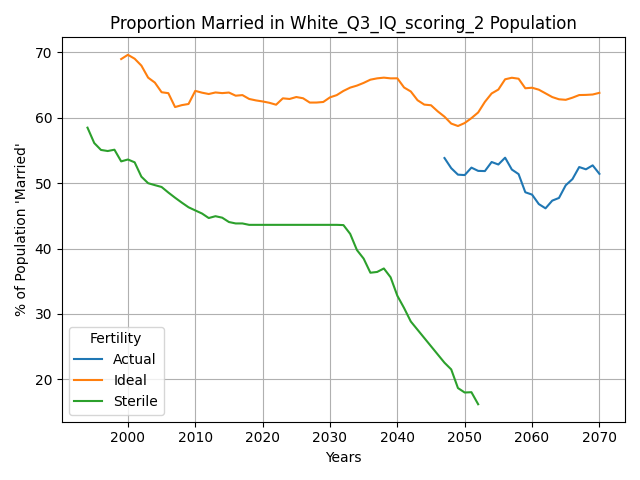 Proportion Married in White_Q3_IQ_scoring_2 Population
% of Population 'Married'
70
60
50
40
30
20
Fertility
Actual
Ideal
Sterile
2000 2010 2020 2030 2040 2050 2060 2070
Years